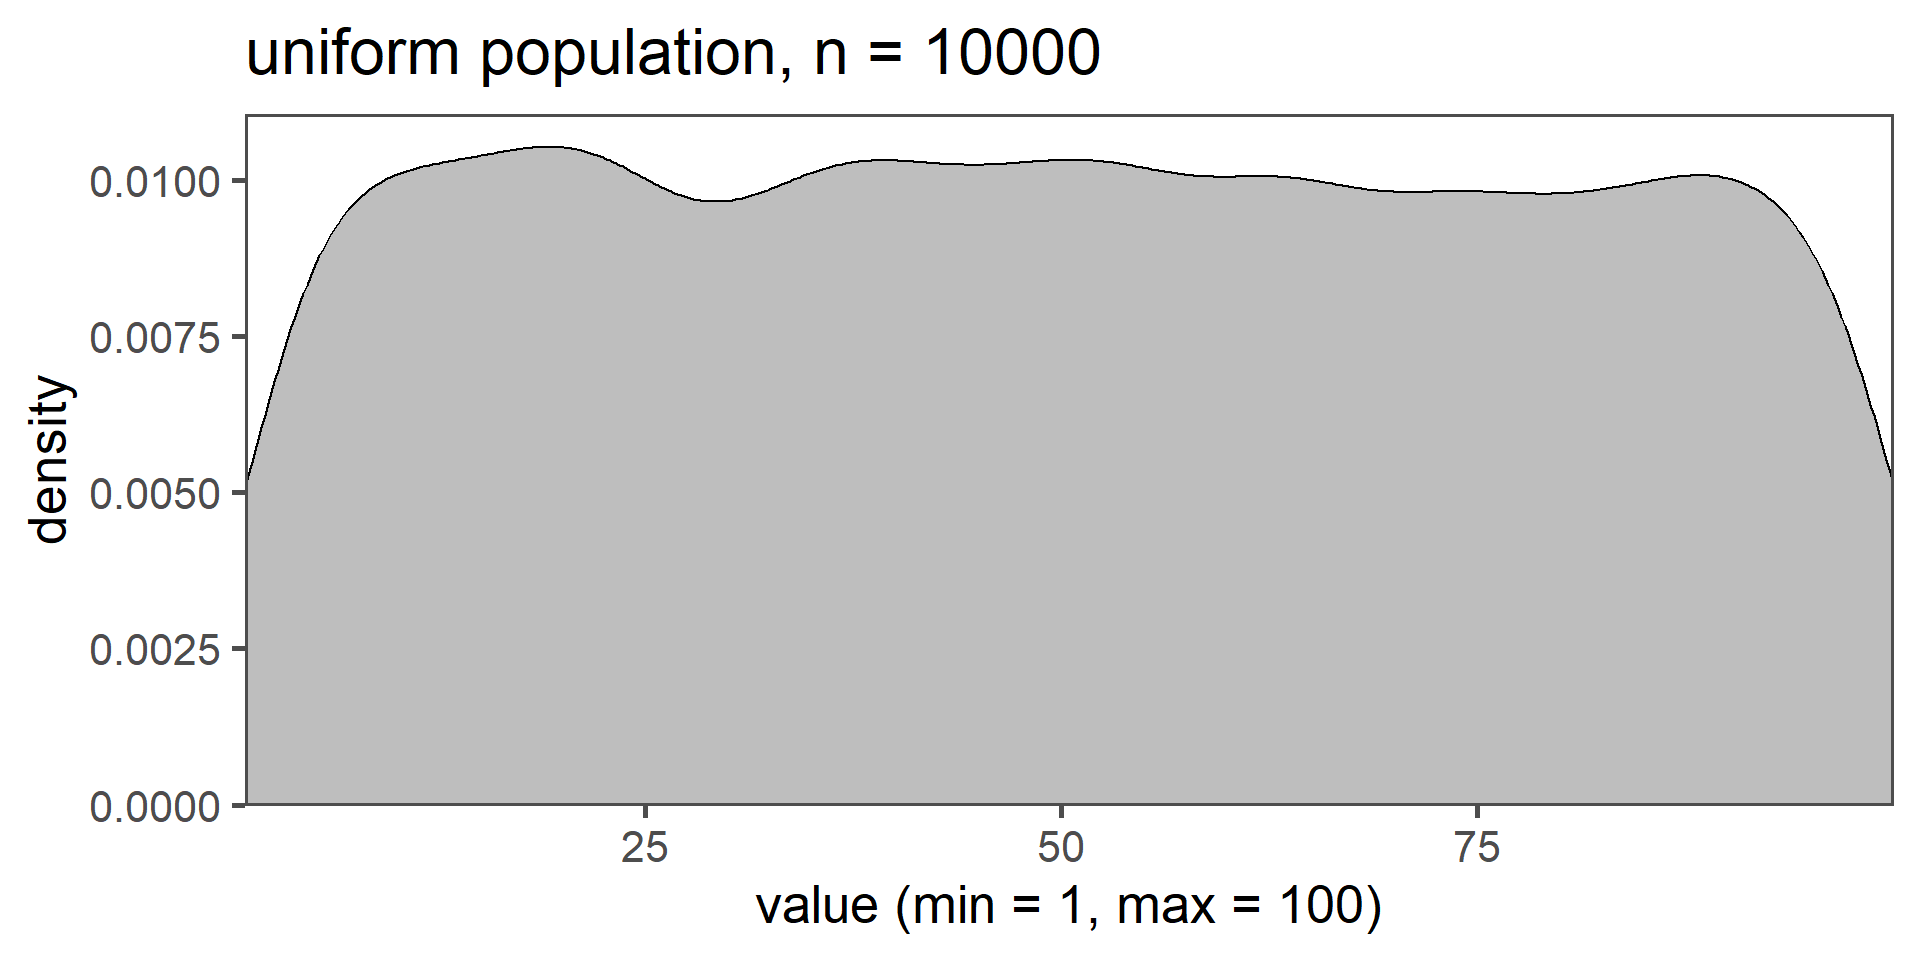 uniform population, n = 10000
density
0.0100
0.0075
0.0050
0.0025
0.0000
25 50 75
value (min = 1, max = 100)